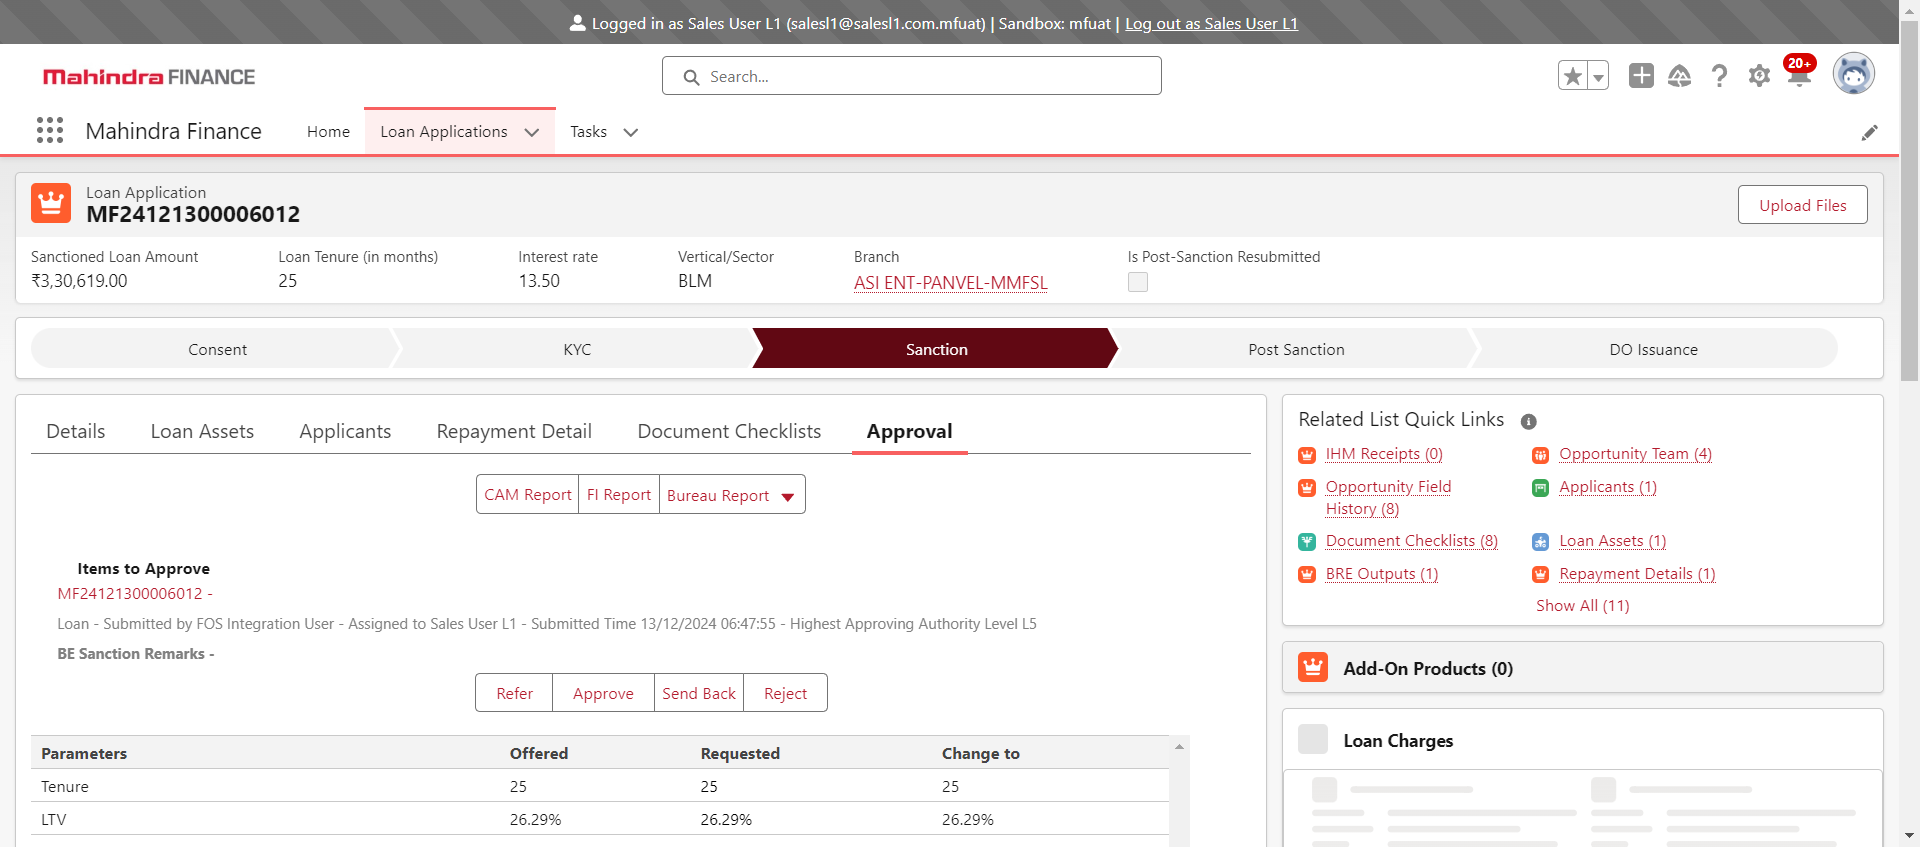 Logged in as Sales User L1 (salesl1@salesl1.com.mfuat) | Sandbox: mfuat | Log out as Sales User L1
Mahindra FINANCE
Search...
20+
Mahindra Finance
Home
Loan Applications
Tasks
Loan Application
MF24121300006012
Upload Files
Sanctioned Loan Amount
Loan Tenure (in months)
Interest rate
Vertical/Sector
Branch
Is Post-Sanction Resubmitted
₹3,30,619.00
25
13.50
BLM
ASI ENT-PANVEL-MMFSL
Consent
KYC
Sanction
Post Sanction
DO Issuance
Details
Loan Assets
Applicants
Repayment Detail
Document Checklists
Approval
CAM Report
FI Report
Bureau Report
Items to Approve
MF24121300006012 -
Loan - Submitted by FOS Integration User - Assigned to Sales User L1 - Submitted Time 13/12/2024 06:47:55 - Highest Approving Authority Level L5
BE Sanction Remarks -
Refer
Approve
Send Back
Reject
Parameters
Offered
Requested
Change to
Tenure
25
25
25
LTV
26.29%
26.29%
26.29%
Related List Quick Links
IHM Receipts (0)
Opportunity Team (4)
Opportunity Field
History (8)
Applicants (1)
Document Checklists (8)
Loan Assets (1)
BRE Outputs (1)
Repayment Details (1)
Show All (11)
Add-On Products (0)
Loan Charges